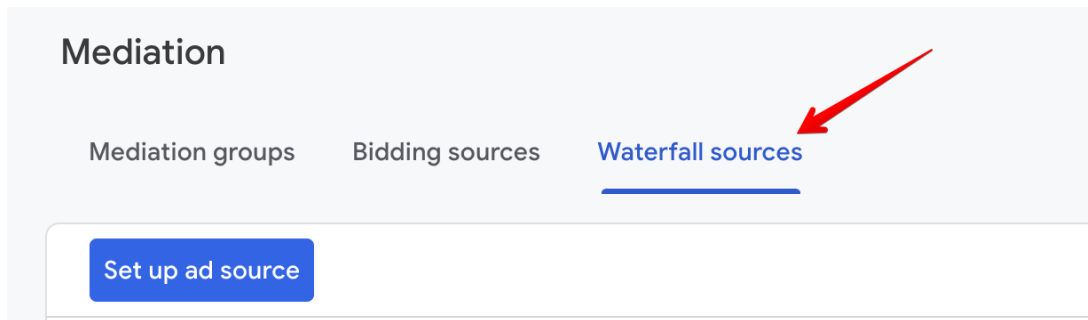 Mediation
Mediation groups Bidding sources Waterfall sources
Set up ad source